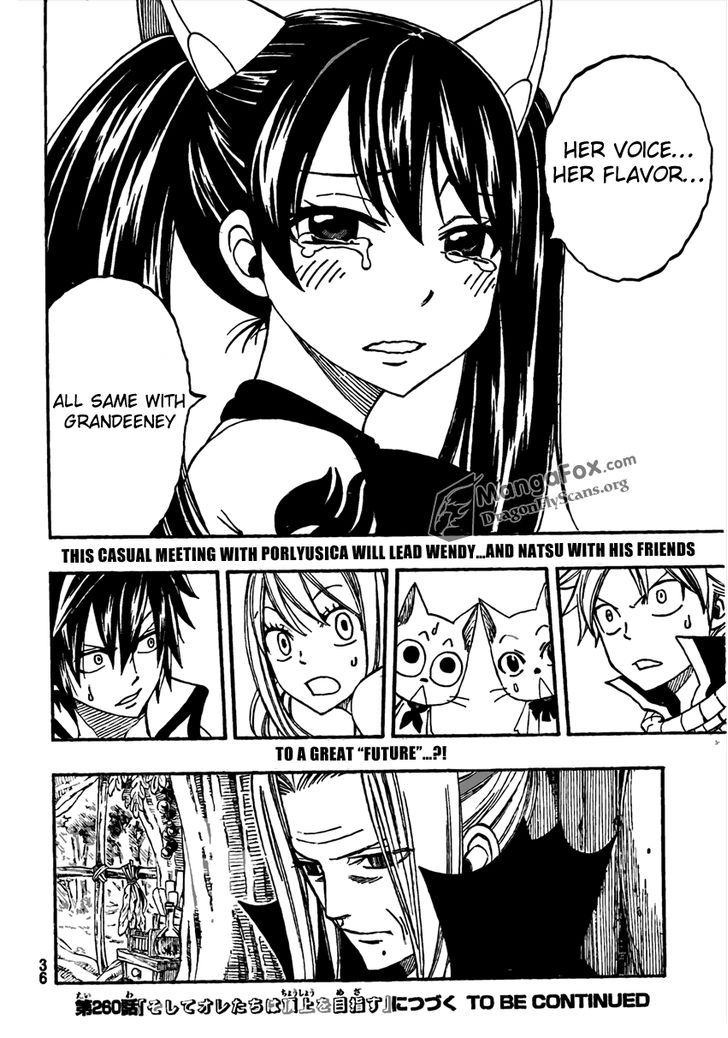 HER VOICE...
HER FLAVOR...
ALL SAME WITH
GRANDEENEY
MangaFox.com
DragonFlyScans.org
THIS CASUAL MEETING WITH PORLYUSICA WILL LEAD WENDY...AND NATSU WITH HIS FRIENDS
TO A GREAT "FUTURE"...?!
36
第260話「そしてオレたちは頂上を目指す」につづく TO BE CONTINUED